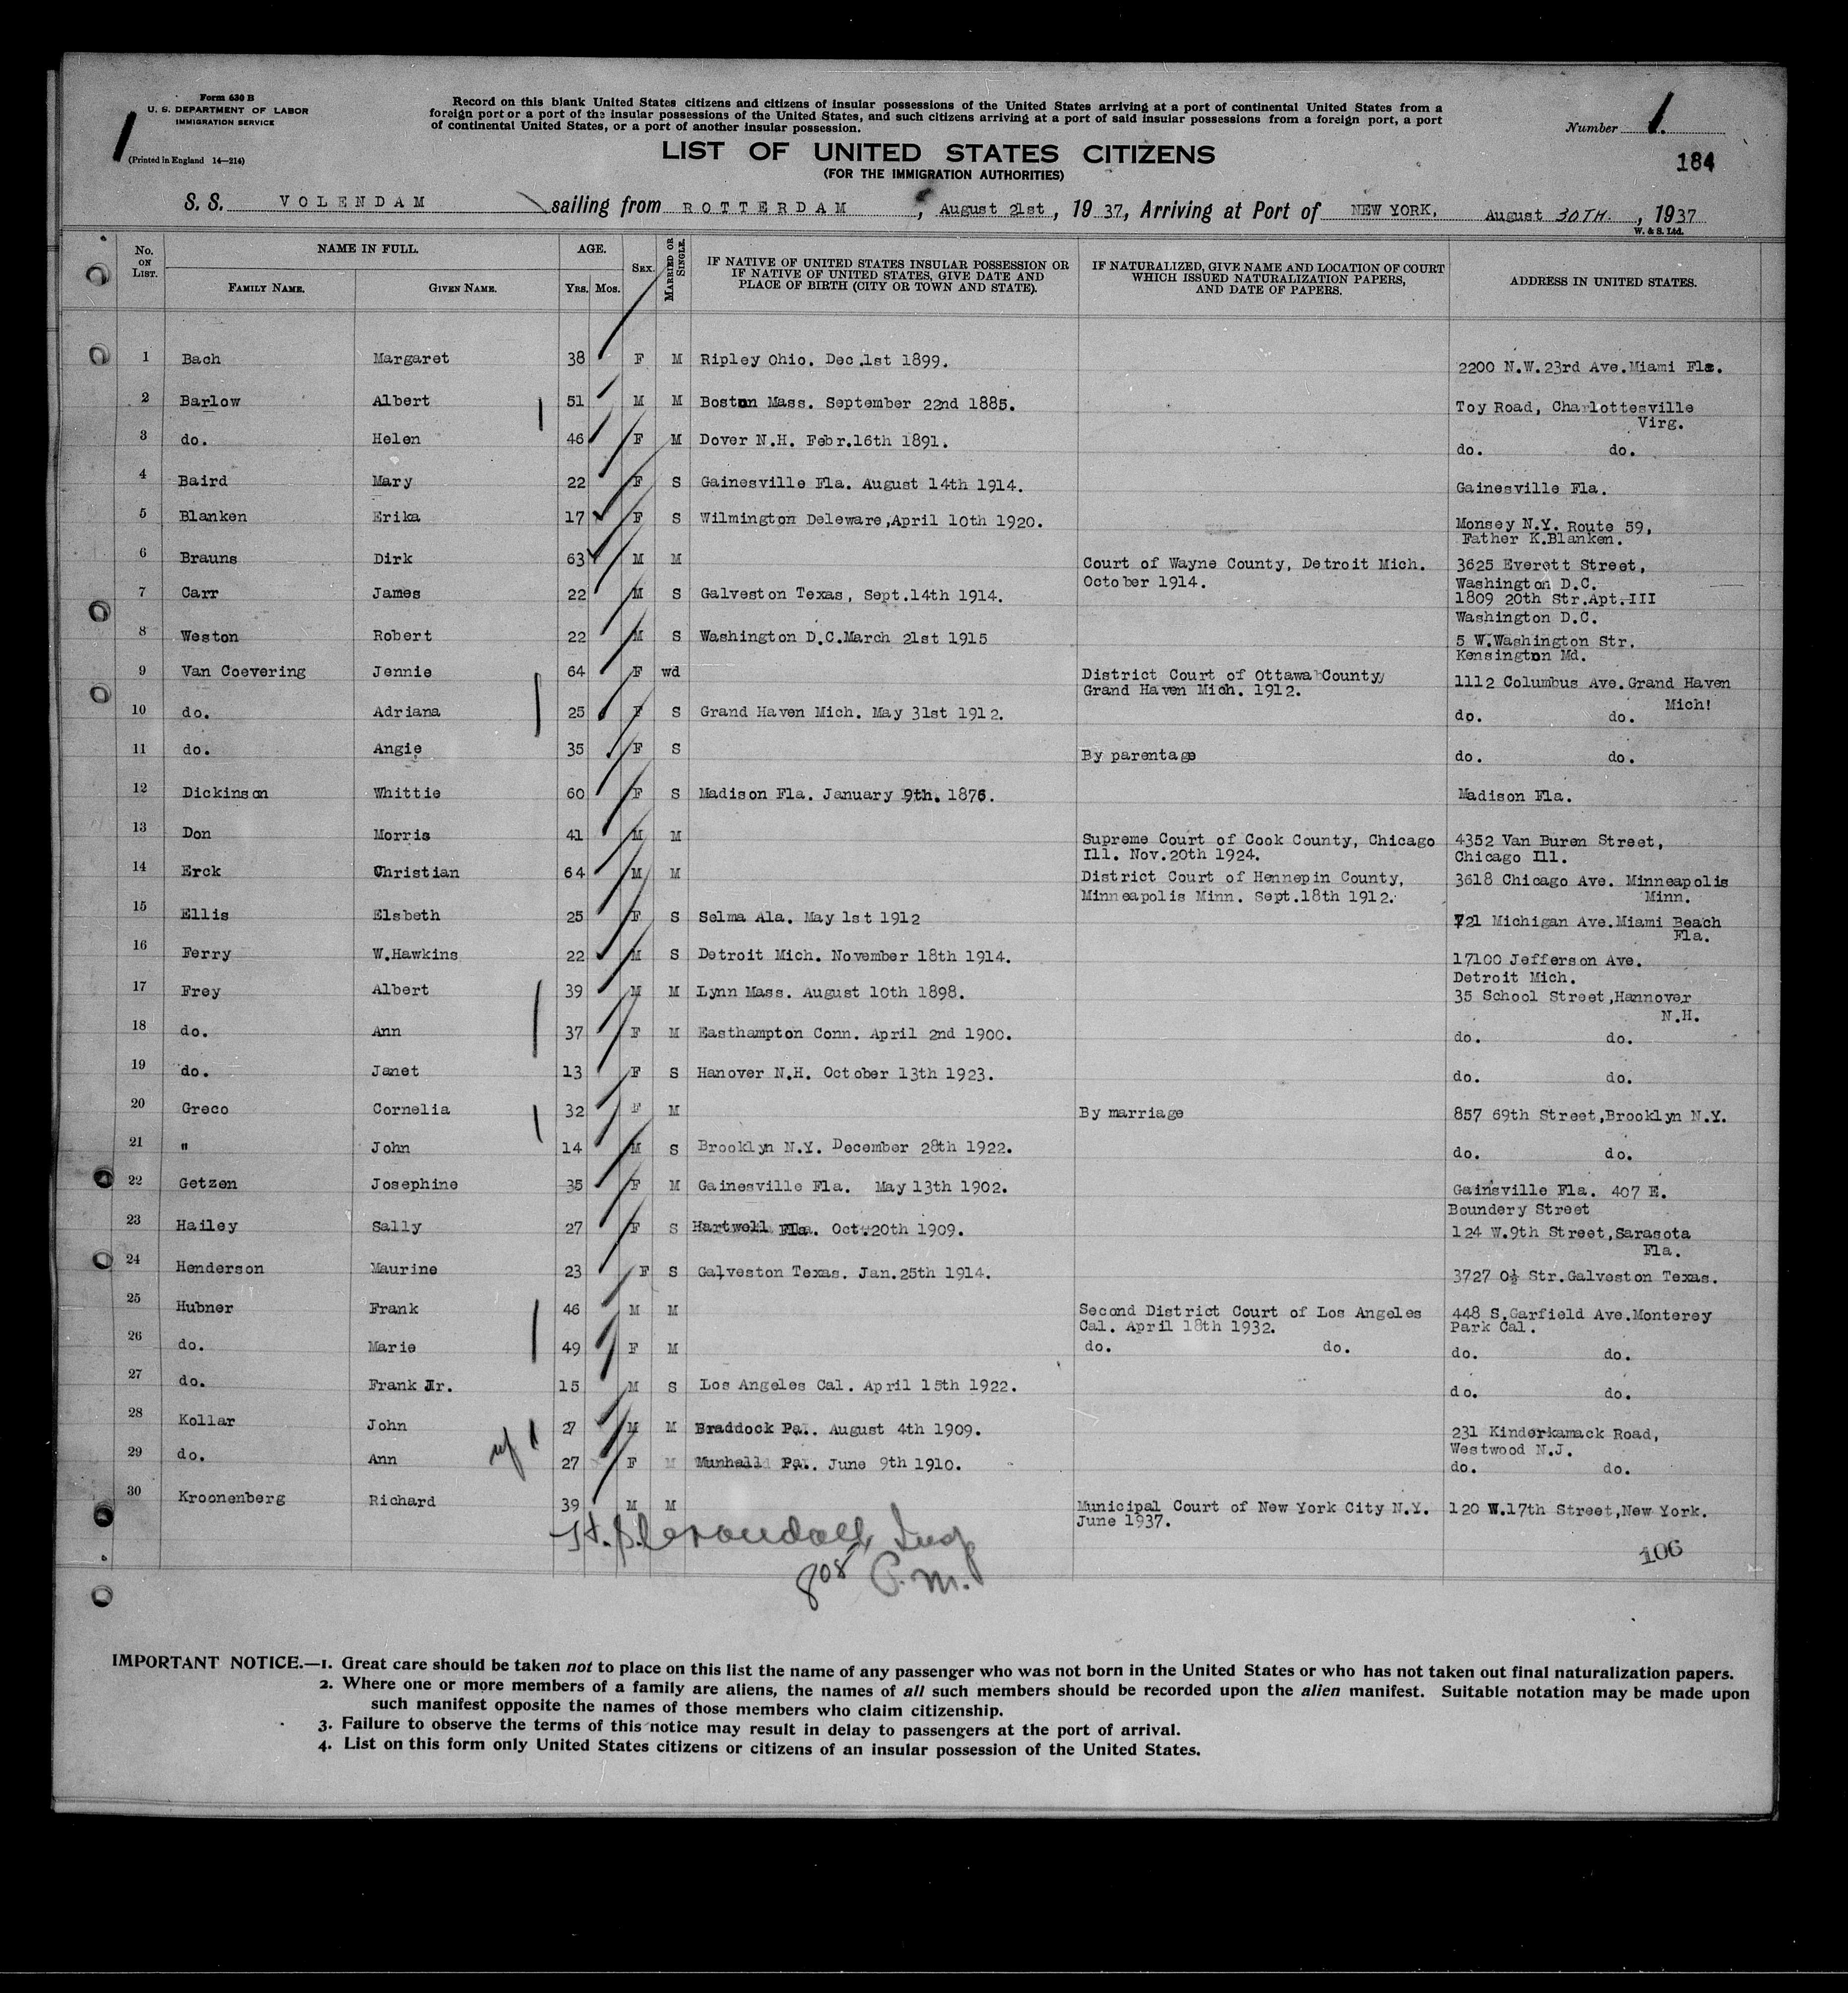 Form 630 B
U. S. DEPARTMENT OF LABOR
IMMIGRATION SERVICE
(Printed in England 14—214)
Record on this blank United States citizens and citizens of insular possessions of the United States arriving at a port of continental United States from a
foreign port or a port of the insular possessions of the United States, and such citizens arriving at a port of said insular possessions from a foreign port, a port
of continental United States, or a port of another insular possession.
Number 1.
LIST OF UNITED STATES CITIZENS
(FOR THE IMMIGRATION AUTHORITIES)
184
S. S. VOLENDAM sailing from ROTTERDAM, August 21st, 1937, Arriving at Port of NEW YORK, August 30TH., 1937
W. & S. Ltd.
No. ON LIST. NAME IN FULL. FAMILY NAME. GIVEN NAME. AGE. YRS. MOS. SEX. MARRIED OR SINGLE. IF NATIVE OF UNITED STATES INSULAR POSSESSION OR IF NATIVE OF UNITED STATES, GIVE DATE AND PLACE OF BIRTH (CITY OR TOWN AND STATE). IF NATURALIZED, GIVE NAME AND LOCATION OF COURT WHICH ISSUED NATURALIZATION PAPERS, AND DATE OF PAPERS. ADDRESS IN UNITED STATES.
1 Bach Margaret 38 F M Ripley Ohio. Dec.1st 1899. 2200 N.W.23rd Ave.Miami Fla.
2 Barlow Albert 51 M M Boston Mass. September 22nd 1885. Toy Road, Charlottesville
Virg.
3 do. Helen 46 F M Dover N.H. Febr.16th 1891. do. do.
4 Baird Mary 22 F S Gainesville Fla. August 14th 1914. Gainesville Fla.
5 Blanken Erika 17 F S Wilmington Deleware,April 10th 1920. Monsey N.Y. Route 59,
Father K.Blanken.
6 Brauns Dirk 63 M M Court of Wayne County, Detroit Mich. 3625 Everett Street,
October 1914. Washington D.C.
7 Carr James 22 M S Galveston Texas, Sept.14th 1914. 1809 20th Str.Apt.III
Washington D.C.
8 Weston Robert 22 M S Washington D.C.March 21st 1915 5 W.Washington Str.
Kensington Md.
9 Van Coevering Jennie 64 F wd District Court of Ottawa County 1112 Columbus Ave.Grand Haven
Grand Haven Mich. 1912. Mich!
10 do. Adriana 25 F S Grand Haven Mich. May 31st 1912. do. do.
11 do. Angie 35 F S By parentage do. do.
12 Dickinson Whittie 60 F S Madison Fla. January 9th. 1876. Madison Fla.
13 Don Morris 41 M M Supreme Court of Cook County, Chicago 4352 Van Buren Street,
Ill. Nov.20th 1924. Chicago Ill.
14 Erck Christian 64 M M District Court of Hennepin County, 3618 Chicago Ave. Minneapolis
Minneapolis Minn. Sept.18th 1912. Minn.
15 Ellis Elsbeth 25 F S Selma Ala. May 1st 1912 721 Michigan Ave.Miami Beach
Fla.
16 Ferry W.Hawkins 22 M S Detroit Mich. November 18th 1914. 17100 Jefferson Ave.
Detroit Mich.
17 Frey Albert 39 M M Lynn Mass. August 10th 1898. 35 School Street,Hannover
N.H.
18 do. Ann 37 F M Easthampton Conn. April 2nd 1900. do. do.
19 do. Janet 13 F S Hanover N.H. October 13th 1923. do. do.
20 Greco Cornelia 32 F M By marriage 857 69th Street,Brooklyn N.Y.
21 " John 14 M S Brooklyn N.Y. December 28th 1922. do. do.
22 Getzen Josephine 35 F M Gainesville Fla. May 13th 1902. Gainsville Fla. 407 E.
Boundery Street
23 Hailey Sally 27 F S Hartwell Fla. Oct.20th 1909. 124 W.9th Street,Sarasota
Fla.
24 Henderson Maurine 23 F S Galveston Texas. Jan.25th 1914. 3727 O½ Str.Galveston Texas.
25 Hubner Frank 46 M M Second District Court of Los Angeles 448 S.Garfield Ave.Monterey
Cal. April 18th 1932. Park Cal.
26 do. Marie 49 F M do. do. do. do.
27 do. Frank Jr. 15 M S Los Angeles Cal. April 15th 1922. do. do.
28 Kollar John 27 M M Braddock Pa. August 4th 1909. 231 Kinderkamack Road,
Westwood N.J.
29 do. Ann 27 F M Munhall Pa. June 9th 1910. do. do.
30 Kroonenberg Richard 39 M M Municipal Court of New York City N.Y. 120 W.17th Street,New York.
June 1937.
Insp
808 P.M.
106
IMPORTANT NOTICE.—1. Great care should be taken not to place on this list the name of any passenger who was not born in the United States or who has not taken out final naturalization papers.
2. Where one or more members of a family are aliens, the names of all such members should be recorded upon the alien manifest. Suitable notation may be made upon
such manifest opposite the names of those members who claim citizenship.
3. Failure to observe the terms of this notice may result in delay to passengers at the port of arrival.
4. List on this form only United States citizens or citizens of an insular possession of the United States.